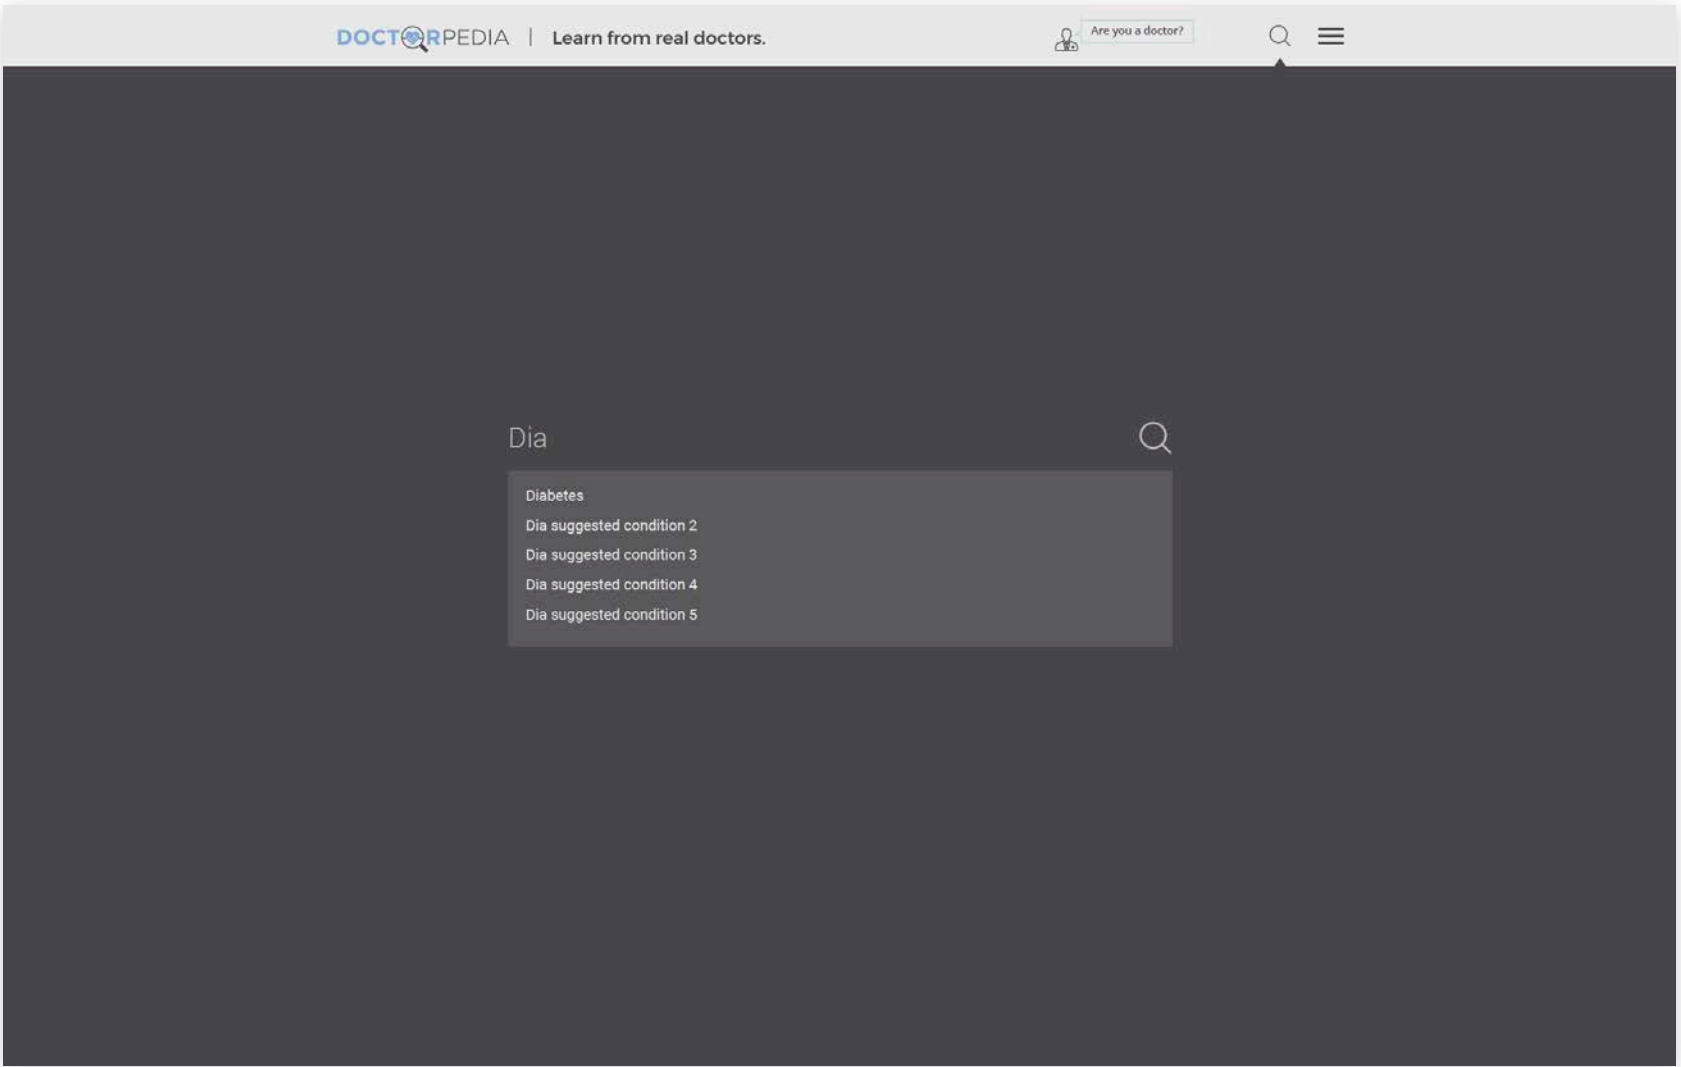 DOCTORPEDIA | Learn from real doctors.
Are you a doctor?
Dia
Diabetes
Dia suggested condition 2
Dia suggested condition 3
Dia suggested condition 4
Dia suggested condition 5